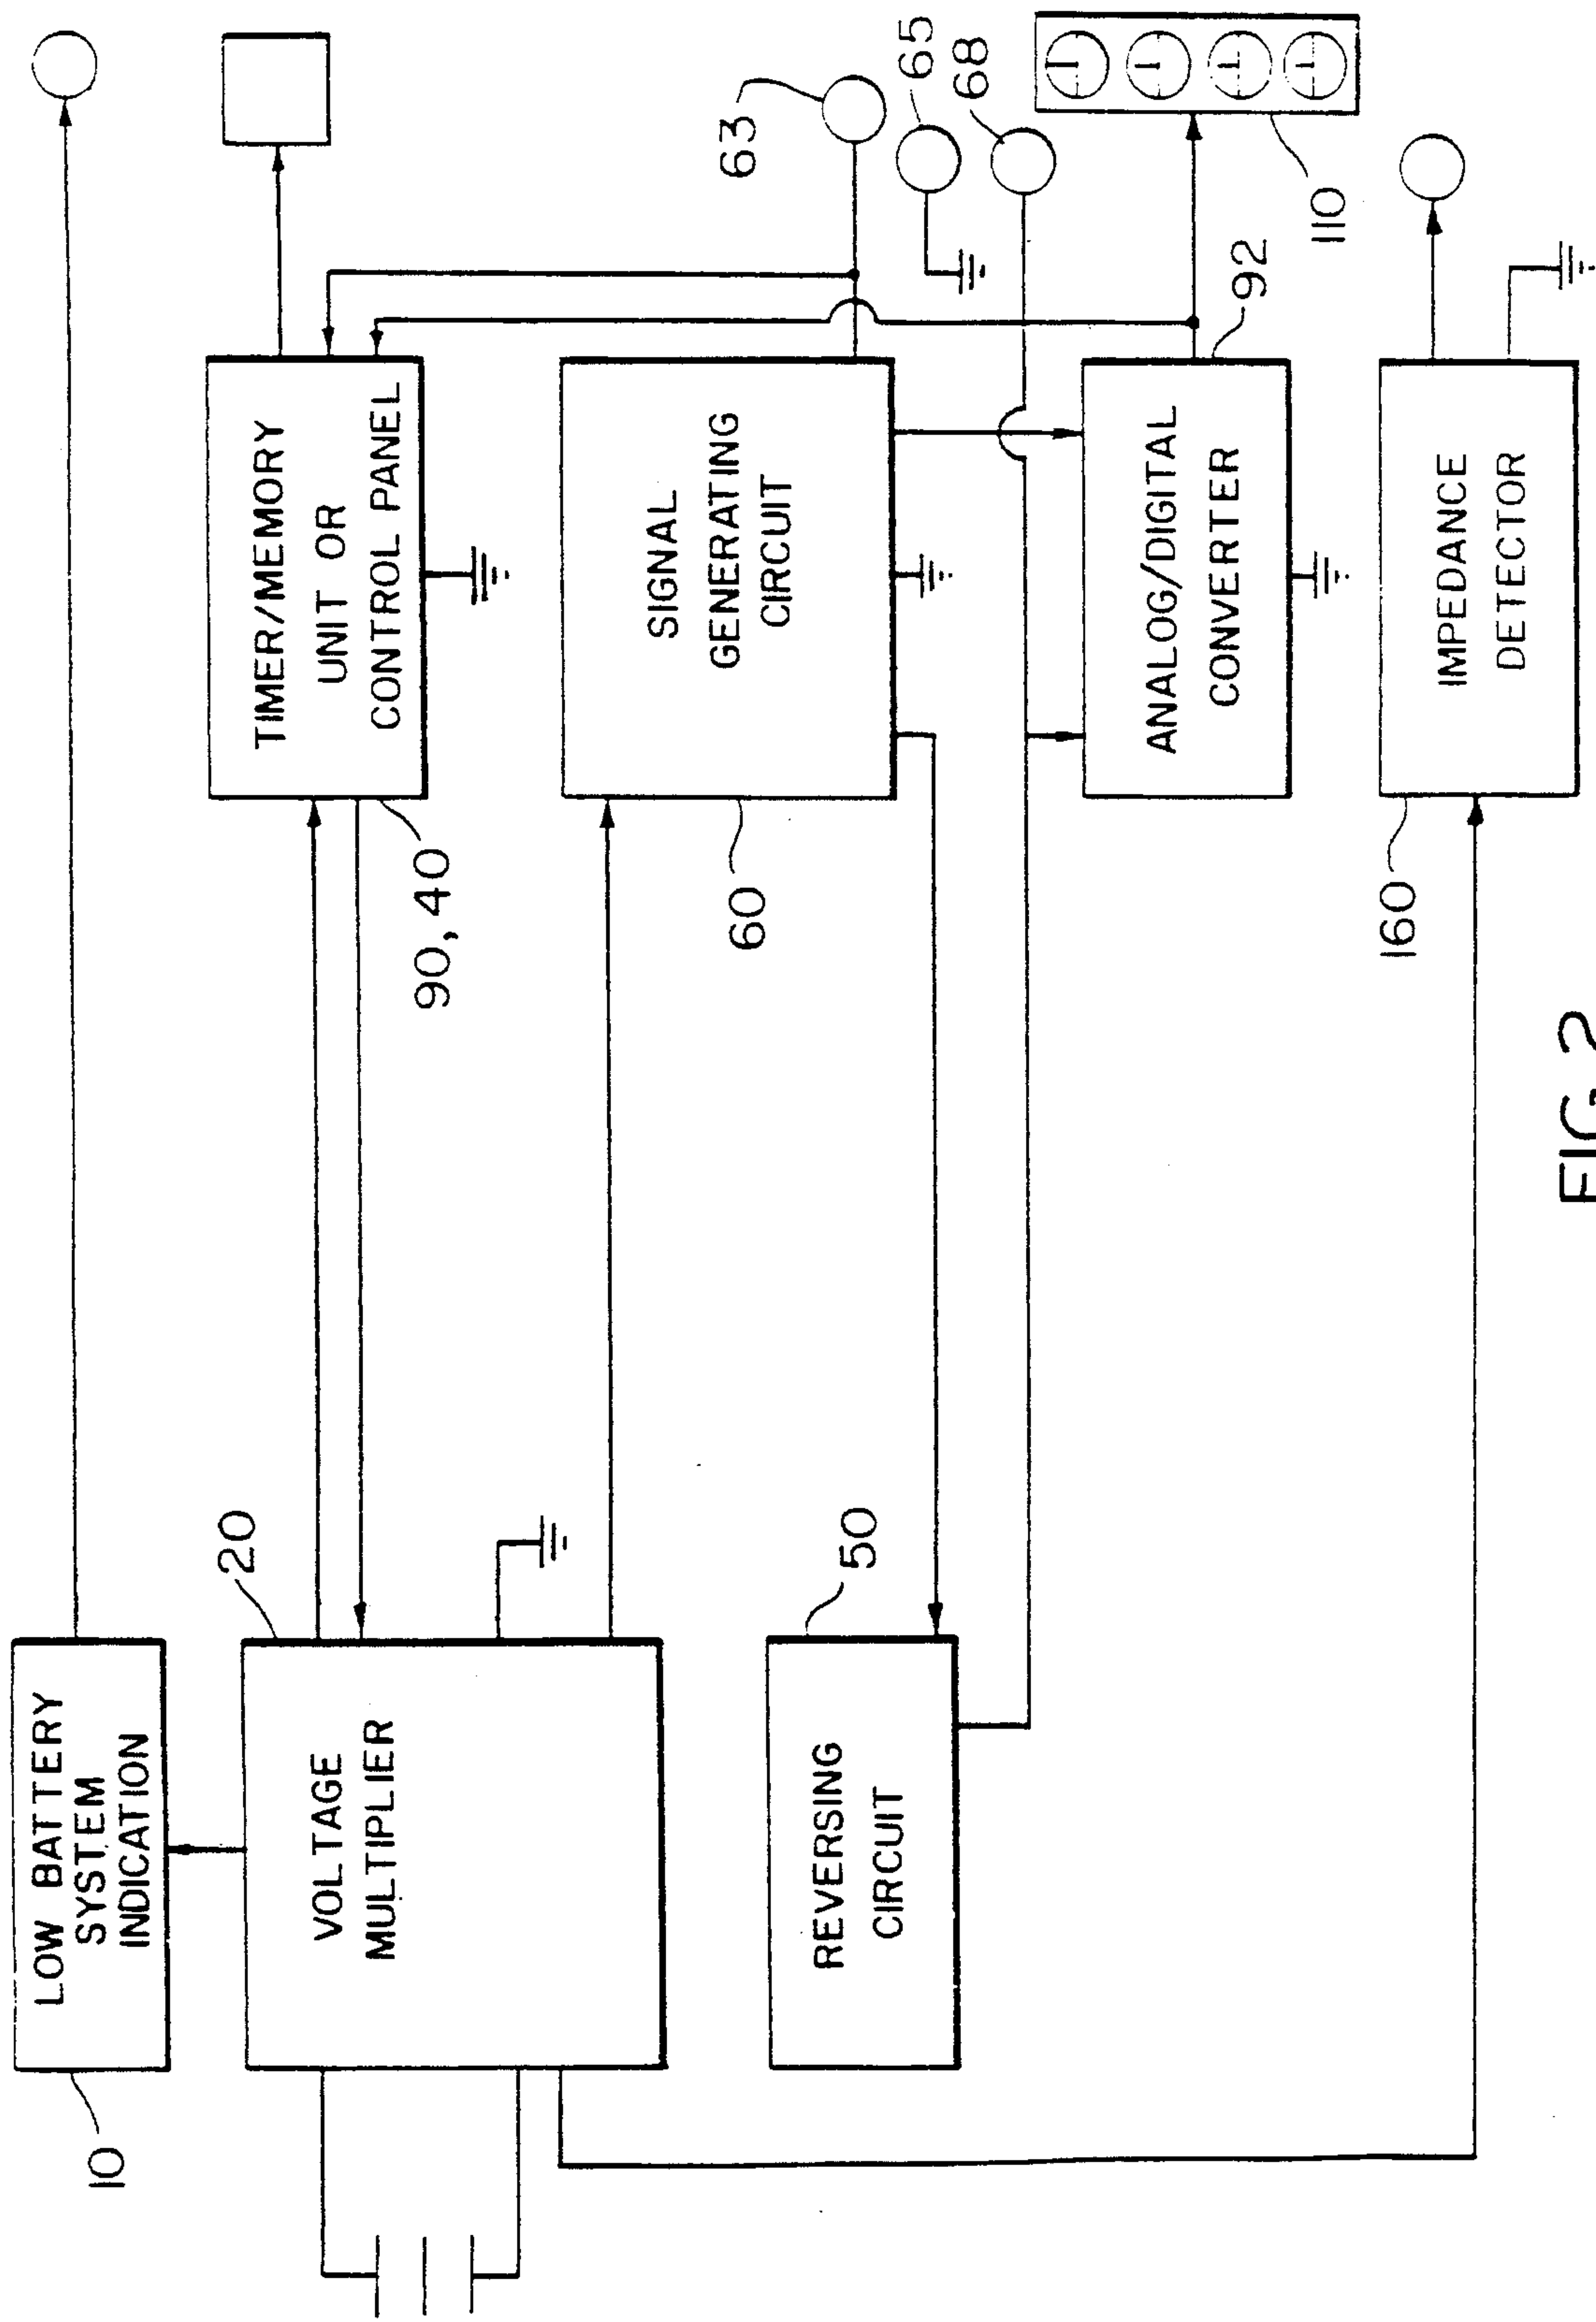 10
LOW BATTERY
SYSTEM
INDICATION
20
VOLTAGE
MULTIPLIER
TIMER/MEMORY
UNIT OR
CONTROL PANEL
90, 40
SIGNAL
GENERATING
CIRCUIT
60
63
65
68
50
REVERSING
CIRCUIT
ANALOG/DIGITAL
CONVERTER
92
110
IMPEDANCE
DETECTOR
160
FIG. 2